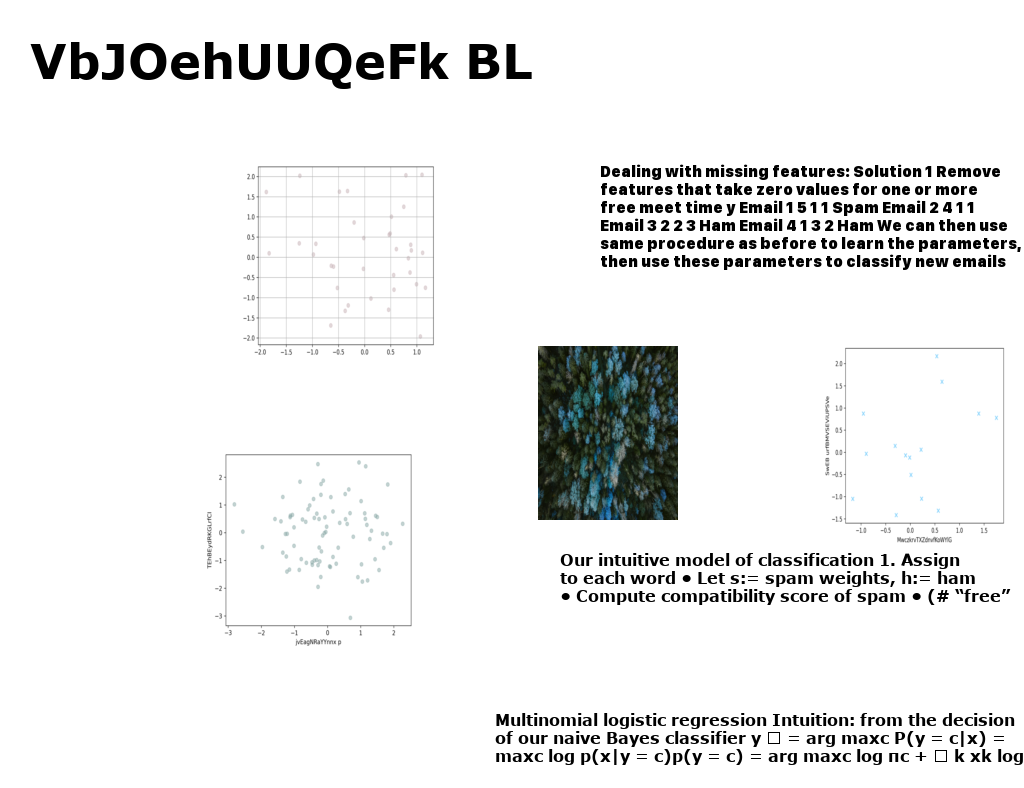 VbJOehUUQeFk BL
2.0
1.5
1.0
0.5
0.0
−0.5
−1.0
−1.5
−2.0
−2.0 −1.5 −1.0 −0.5 0.0 0.5 1.0
Dealing with missing features: Solution 1 Remove
features that take zero values for one or more
free meet time y Email 1 5 1 1 Spam Email 2 4 1 1
Email 3 2 2 3 Ham Email 4 1 3 2 Ham We can then use
same procedure as before to learn the parameters,
then use these parameters to classify new emails
2.0
1.5
1.0
0.5
0.0
−0.5
−1.0
−1.5
−1.0 −0.5 0.0 0.5 1.0 1.5
2
1
0
−1
−2
−3
−3 −2 −1 0 1 2
jvEagNRaYYnnx p
Our intuitive model of classification 1. Assign
to each word • Let s:= spam weights, h:= ham
• Compute compatibility score of spam • (# “free”
Multinomial logistic regression Intuition: from the decision
of our naive Bayes classifier y □ = arg maxc P(y = c|x) =
maxc log p(x|y = c)p(y = c) = arg maxc log πc + □ k xk log